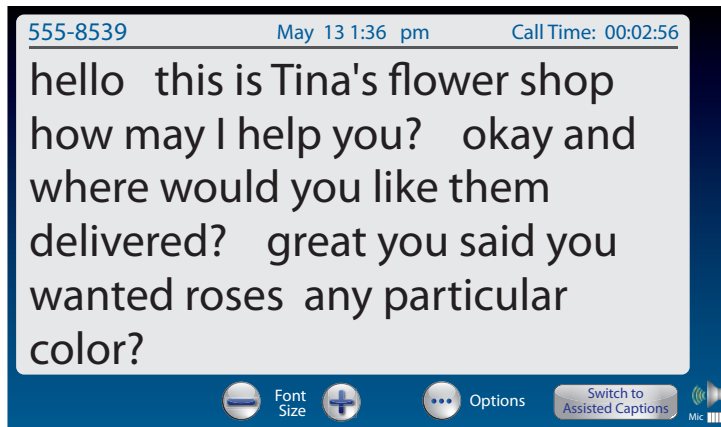 555-8539 May 13 1:36 pm Call Time: 00:02:56
hello this is Tina's flower shop
how may I help you? okay and
where would you like them
delivered? great you said you
wanted roses any particular
color?
Font Size Options Switch to Assisted Captions Mic